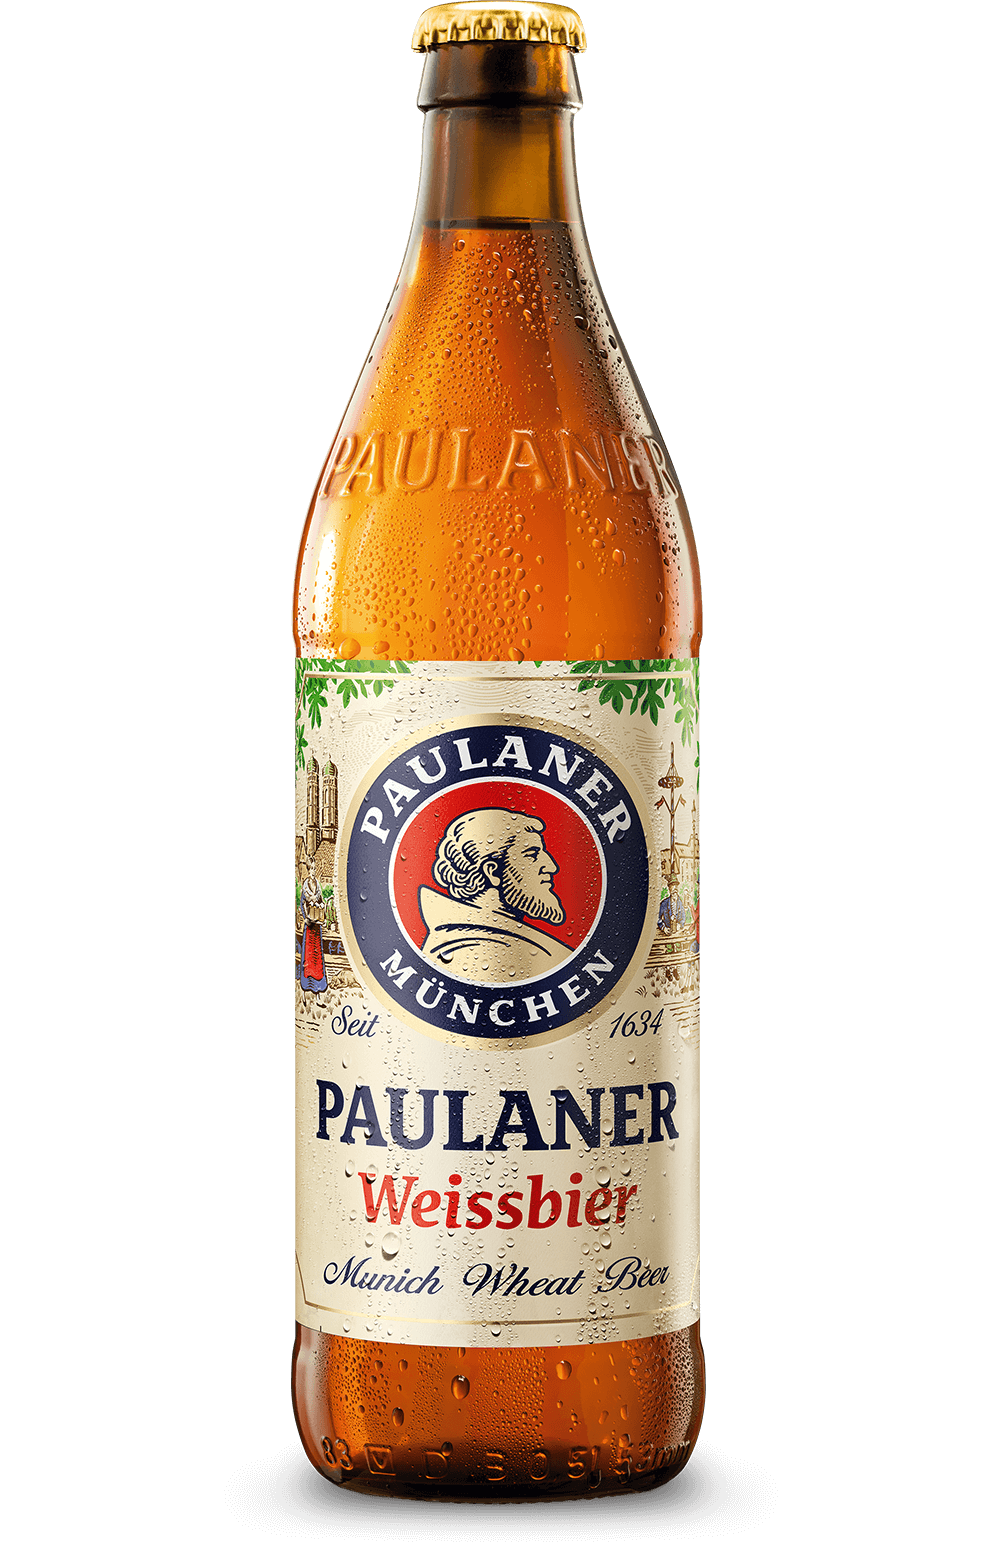 PAULANER
PAULANER
MÜNCHEN
Seit 1634
PAULANER
Weissbier
Munich Wheat Beer